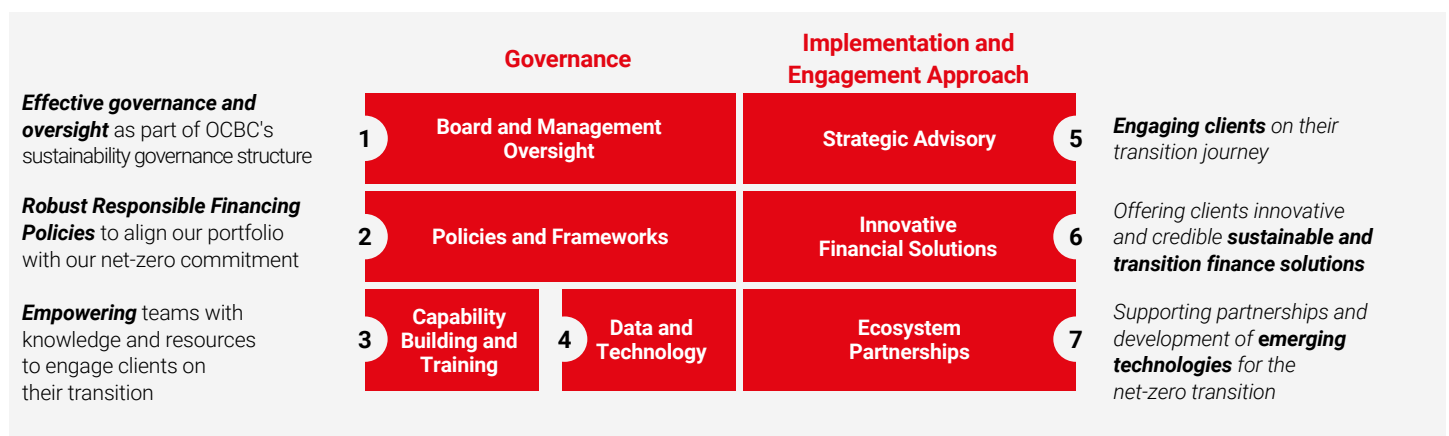 Governance
Implementation and
Engagement Approach
Effective governance and
oversight as part of OCBC's
sustainability governance structure
1
Board and Management
Oversight
Strategic Advisory
5
Engaging clients on their
transition journey
Robust Responsible Financing
Policies to align our portfolio
with our net-zero commitment
2
Policies and Frameworks
Innovative
Financial Solutions
6
Offering clients innovative
and credible sustainable and
transition finance solutions
Empowering teams with
knowledge and resources
to engage clients on
their transition
3
Capability
Building and
Training
4
Data and
Technology
Ecosystem
Partnerships
7
Supporting partnerships and
development of emerging
technologies for the
net-zero transition